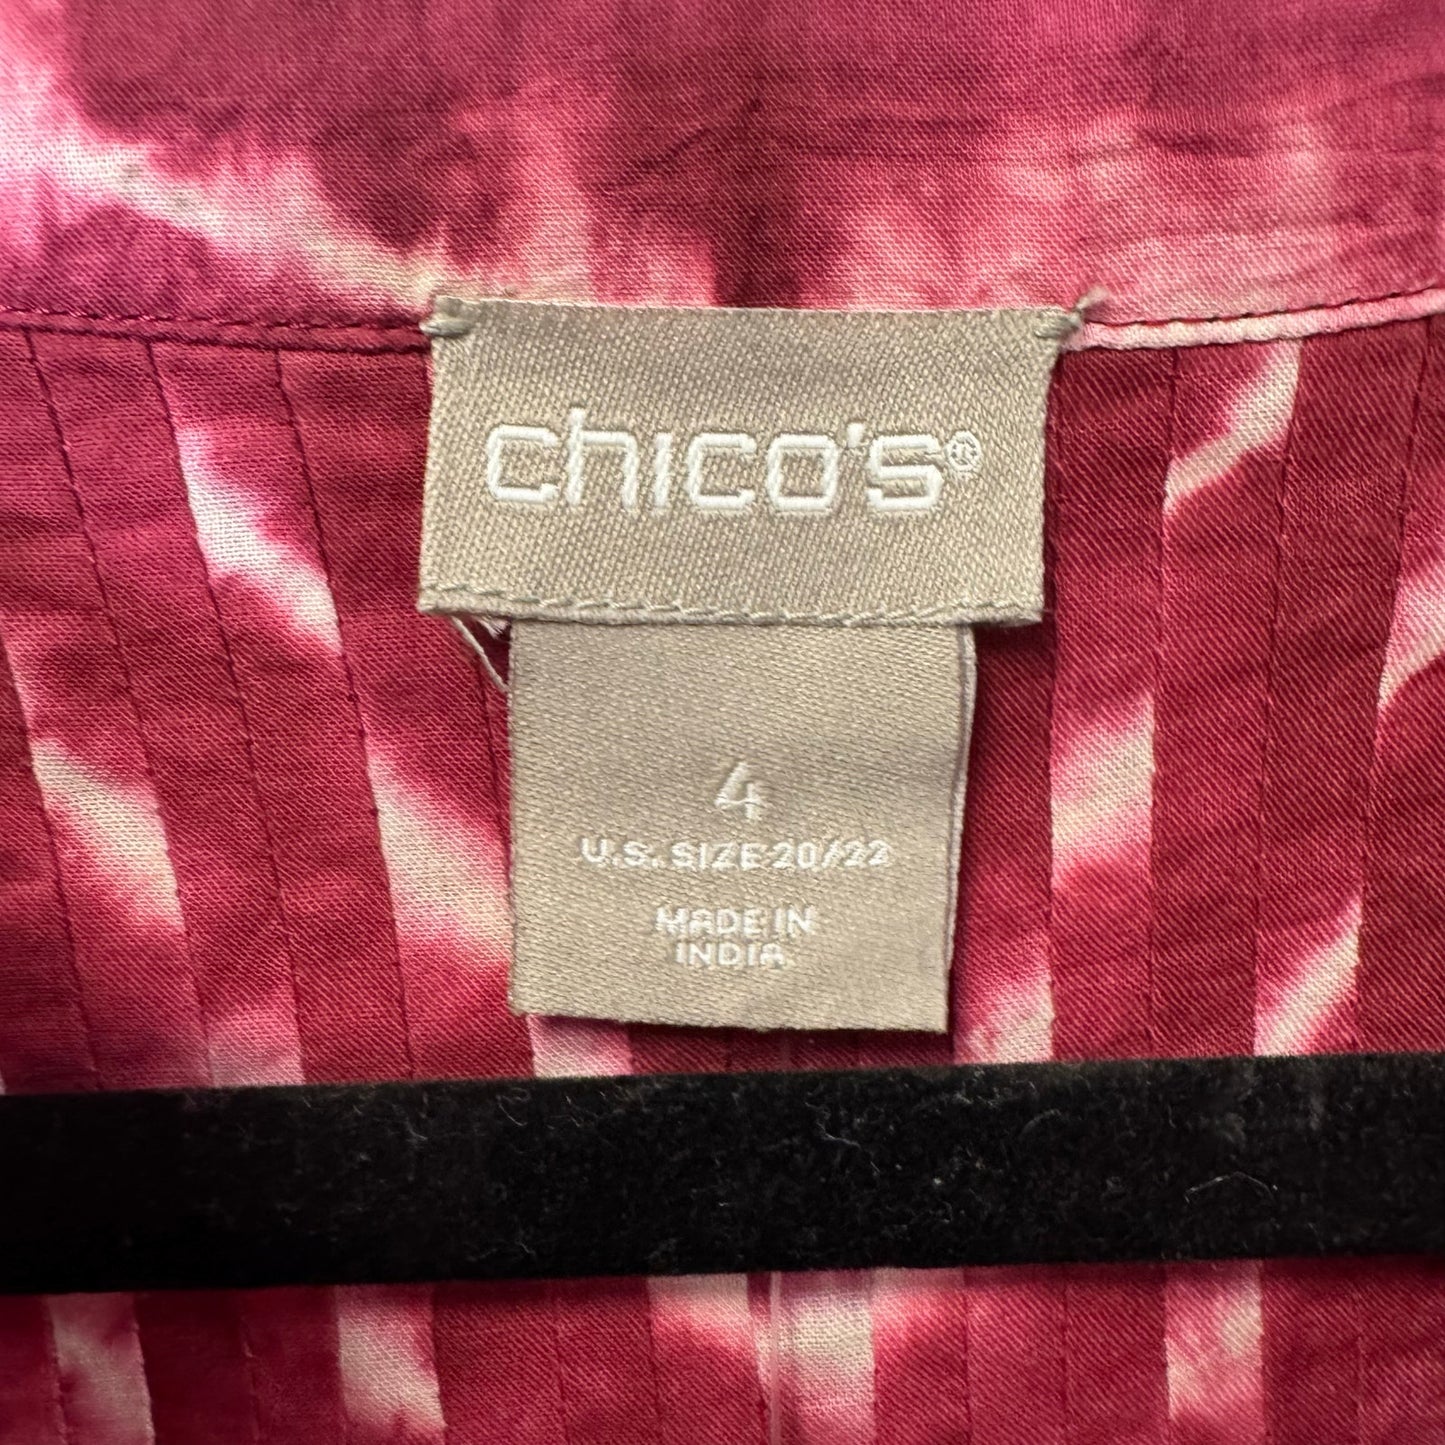 chico's®
4
U.S. SIZE 20/22
MADE IN
INDIA